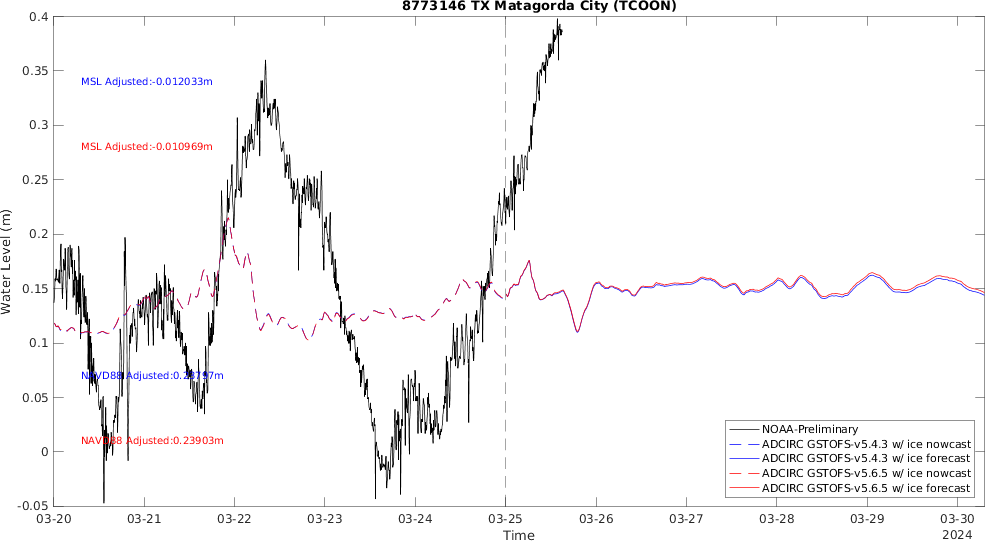 8773146 TX Matagorda City (TCOON)
0.4
0.35
0.3
0.25
0.2
0.15
0.1
0.05
0
-0.05
Water Level (m)
MSL Adjusted:-0.012033m
MSL Adjusted:-0.010969m
NAVD88 Adjusted:0.23797m
NAVD88 Adjusted:0.23903m
NOAA-Preliminary
ADCIRC GSTOFS-v5.4.3 w/ ice nowcast
ADCIRC GSTOFS-v5.4.3 w/ ice forecast
ADCIRC GSTOFS-v5.6.5 w/ ice nowcast
ADCIRC GSTOFS-v5.6.5 w/ ice forecast
03-20 03-21 03-22 03-23 03-24 03-25 03-26 03-27 03-28 03-29 03-30
Time
2024